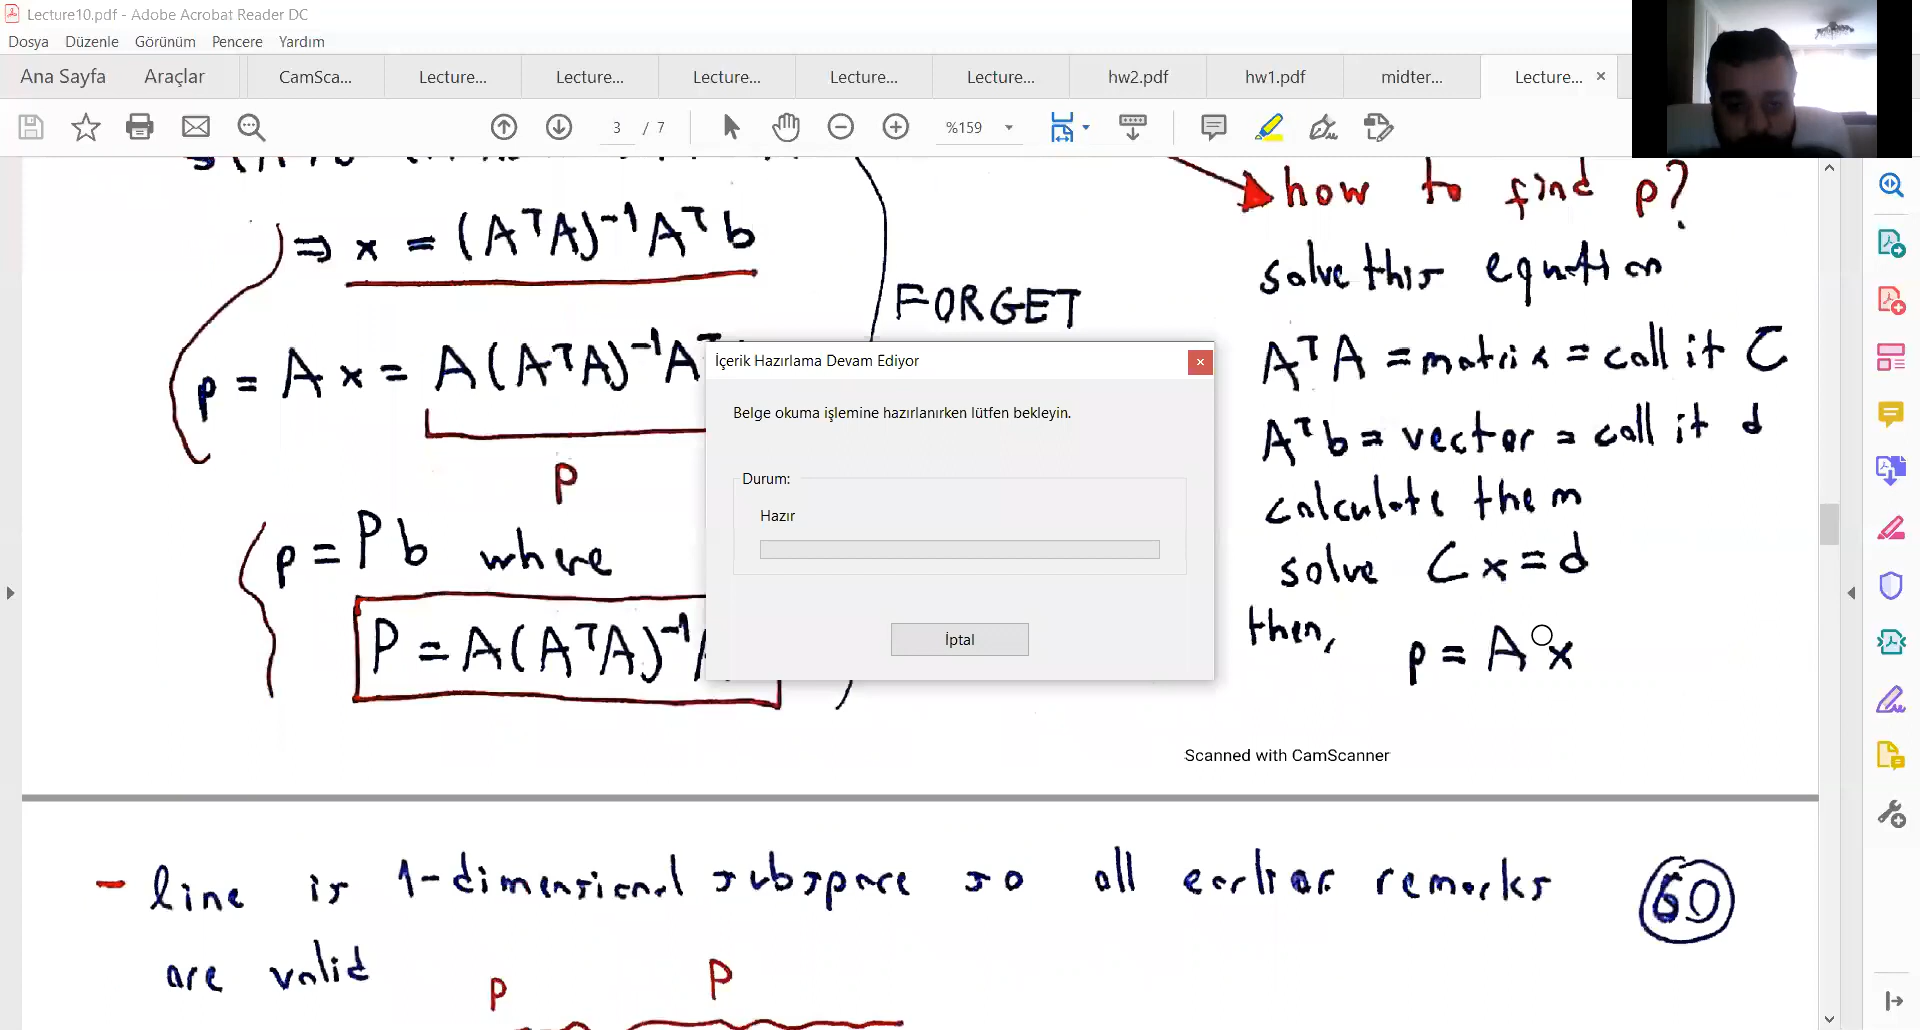 Lecture10.pdf - Adobe Acrobat Reader DC
Dosya Düzenle Görünüm Pencere Yardım
Ana Sayfa Araçlar CamSca... Lecture... Lecture... Lecture... Lecture... Lecture... hw2.pdf hw1.pdf midter... Lecture... ×
3 / 7 %159
how to find p?
⇒ x = (AᵀA)⁻¹Aᵀb
solve this equation
FORGET
p = Ax = A(AᵀA)⁻¹Aᵀ
AᵀA = matrix = call it C
P
Aᵀb = vector = call it d
calculate them
p = Pb where
solve Cx = d
P = A(AᵀA)⁻¹
then, p = Ax
İçerik Hazırlama Devam Ediyor
Belge okuma işlemine hazırlanırken lütfen bekleyin.
Durum:
Hazır
İptal
Scanned with CamScanner
- line is 1-dimensional subspace so all earlier remarks
60
are valid
p P